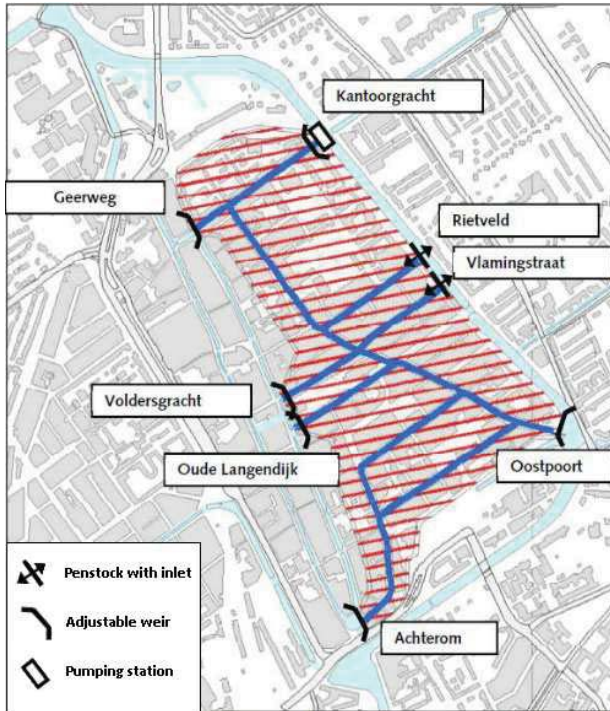 Kantoorgracht
Geerweg
Rietveld
Vlamingstraat
Voldersgracht
Oude Langendijk
Oostpoort
Achterom
Penstock with inlet
Adjustable weir
Pumping station